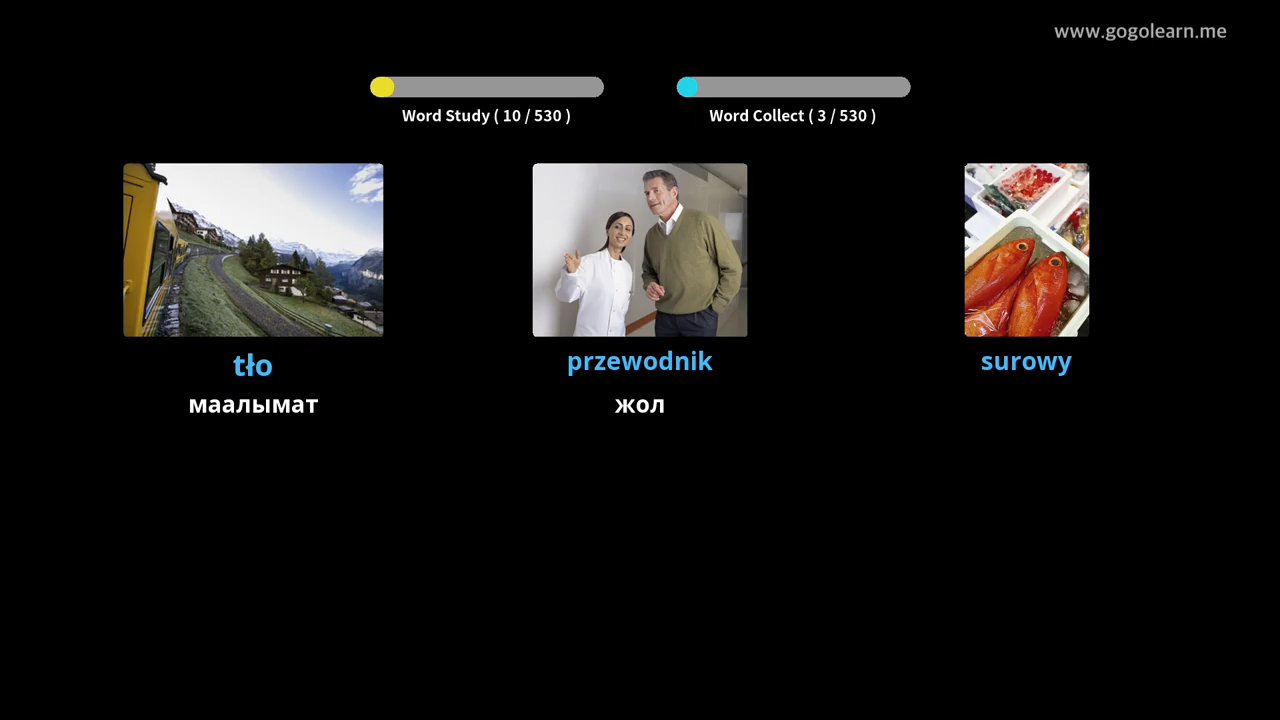 www.gogolearn.me
Word Study ( 10 / 530 )
Word Collect ( 3 / 530 )
tło
przewodnik
surowy
маалымат
жол